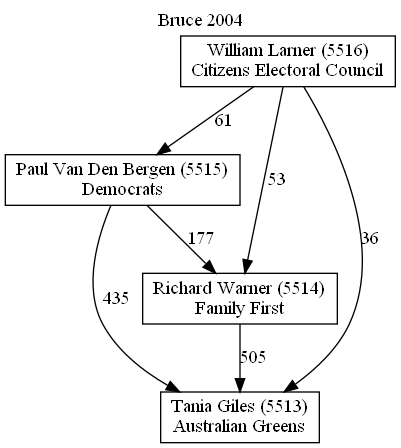 Bruce 2004
William Larner (5516)
Citizens Electoral Council
61
Paul Van Den Bergen (5515)
Democrats
53
177
36
Richard Warner (5514)
Family First
435
505
Tania Giles (5513)
Australian Greens